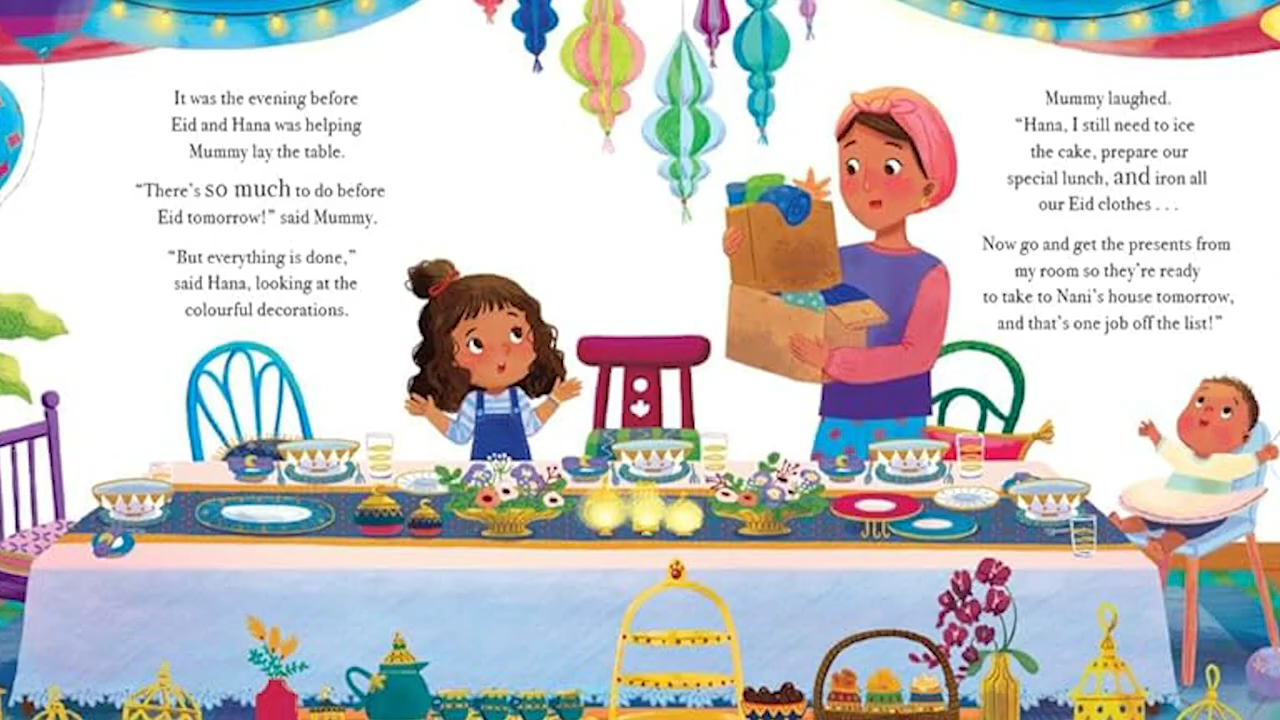 It was the evening before
Eid and Hana was helping
Mummy lay the table.
“There’s so much to do before
Eid tomorrow!” said Mummy.
“But everything is done,”
said Hana, looking at the
colourful decorations.
Mummy laughed.
“Hana, I still need to ice
the cake, prepare our
special lunch, and iron all
our Eid clothes . . .
Now go and get the presents from
my room so they’re ready
to take to Nani’s house tomorrow,
and that’s one job off the list!”